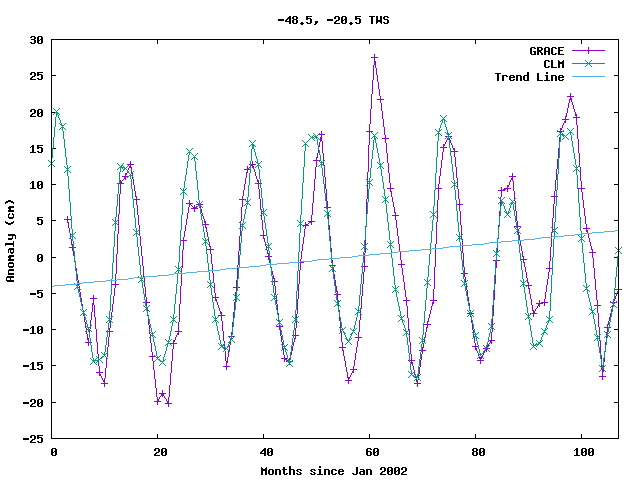 -48.5, -20.5 TWS
GRACE
CLM
Trend Line
30
25
20
15
10
5
0
-5
-10
-15
-20
-25
Anomaly (cm)
0 20 40 60 80 100
Months since Jan 2002